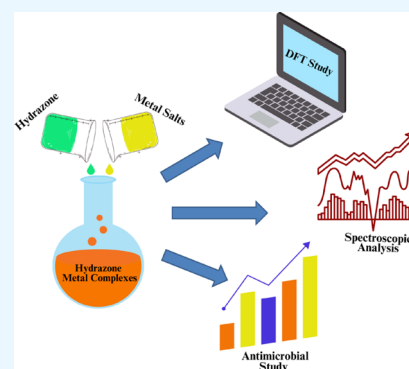 Hydrazone
Metal Salts
DFT Study
Hydrazone
Metal Complexes
Spectroscopic
Analysis
Antimicrobial
Study